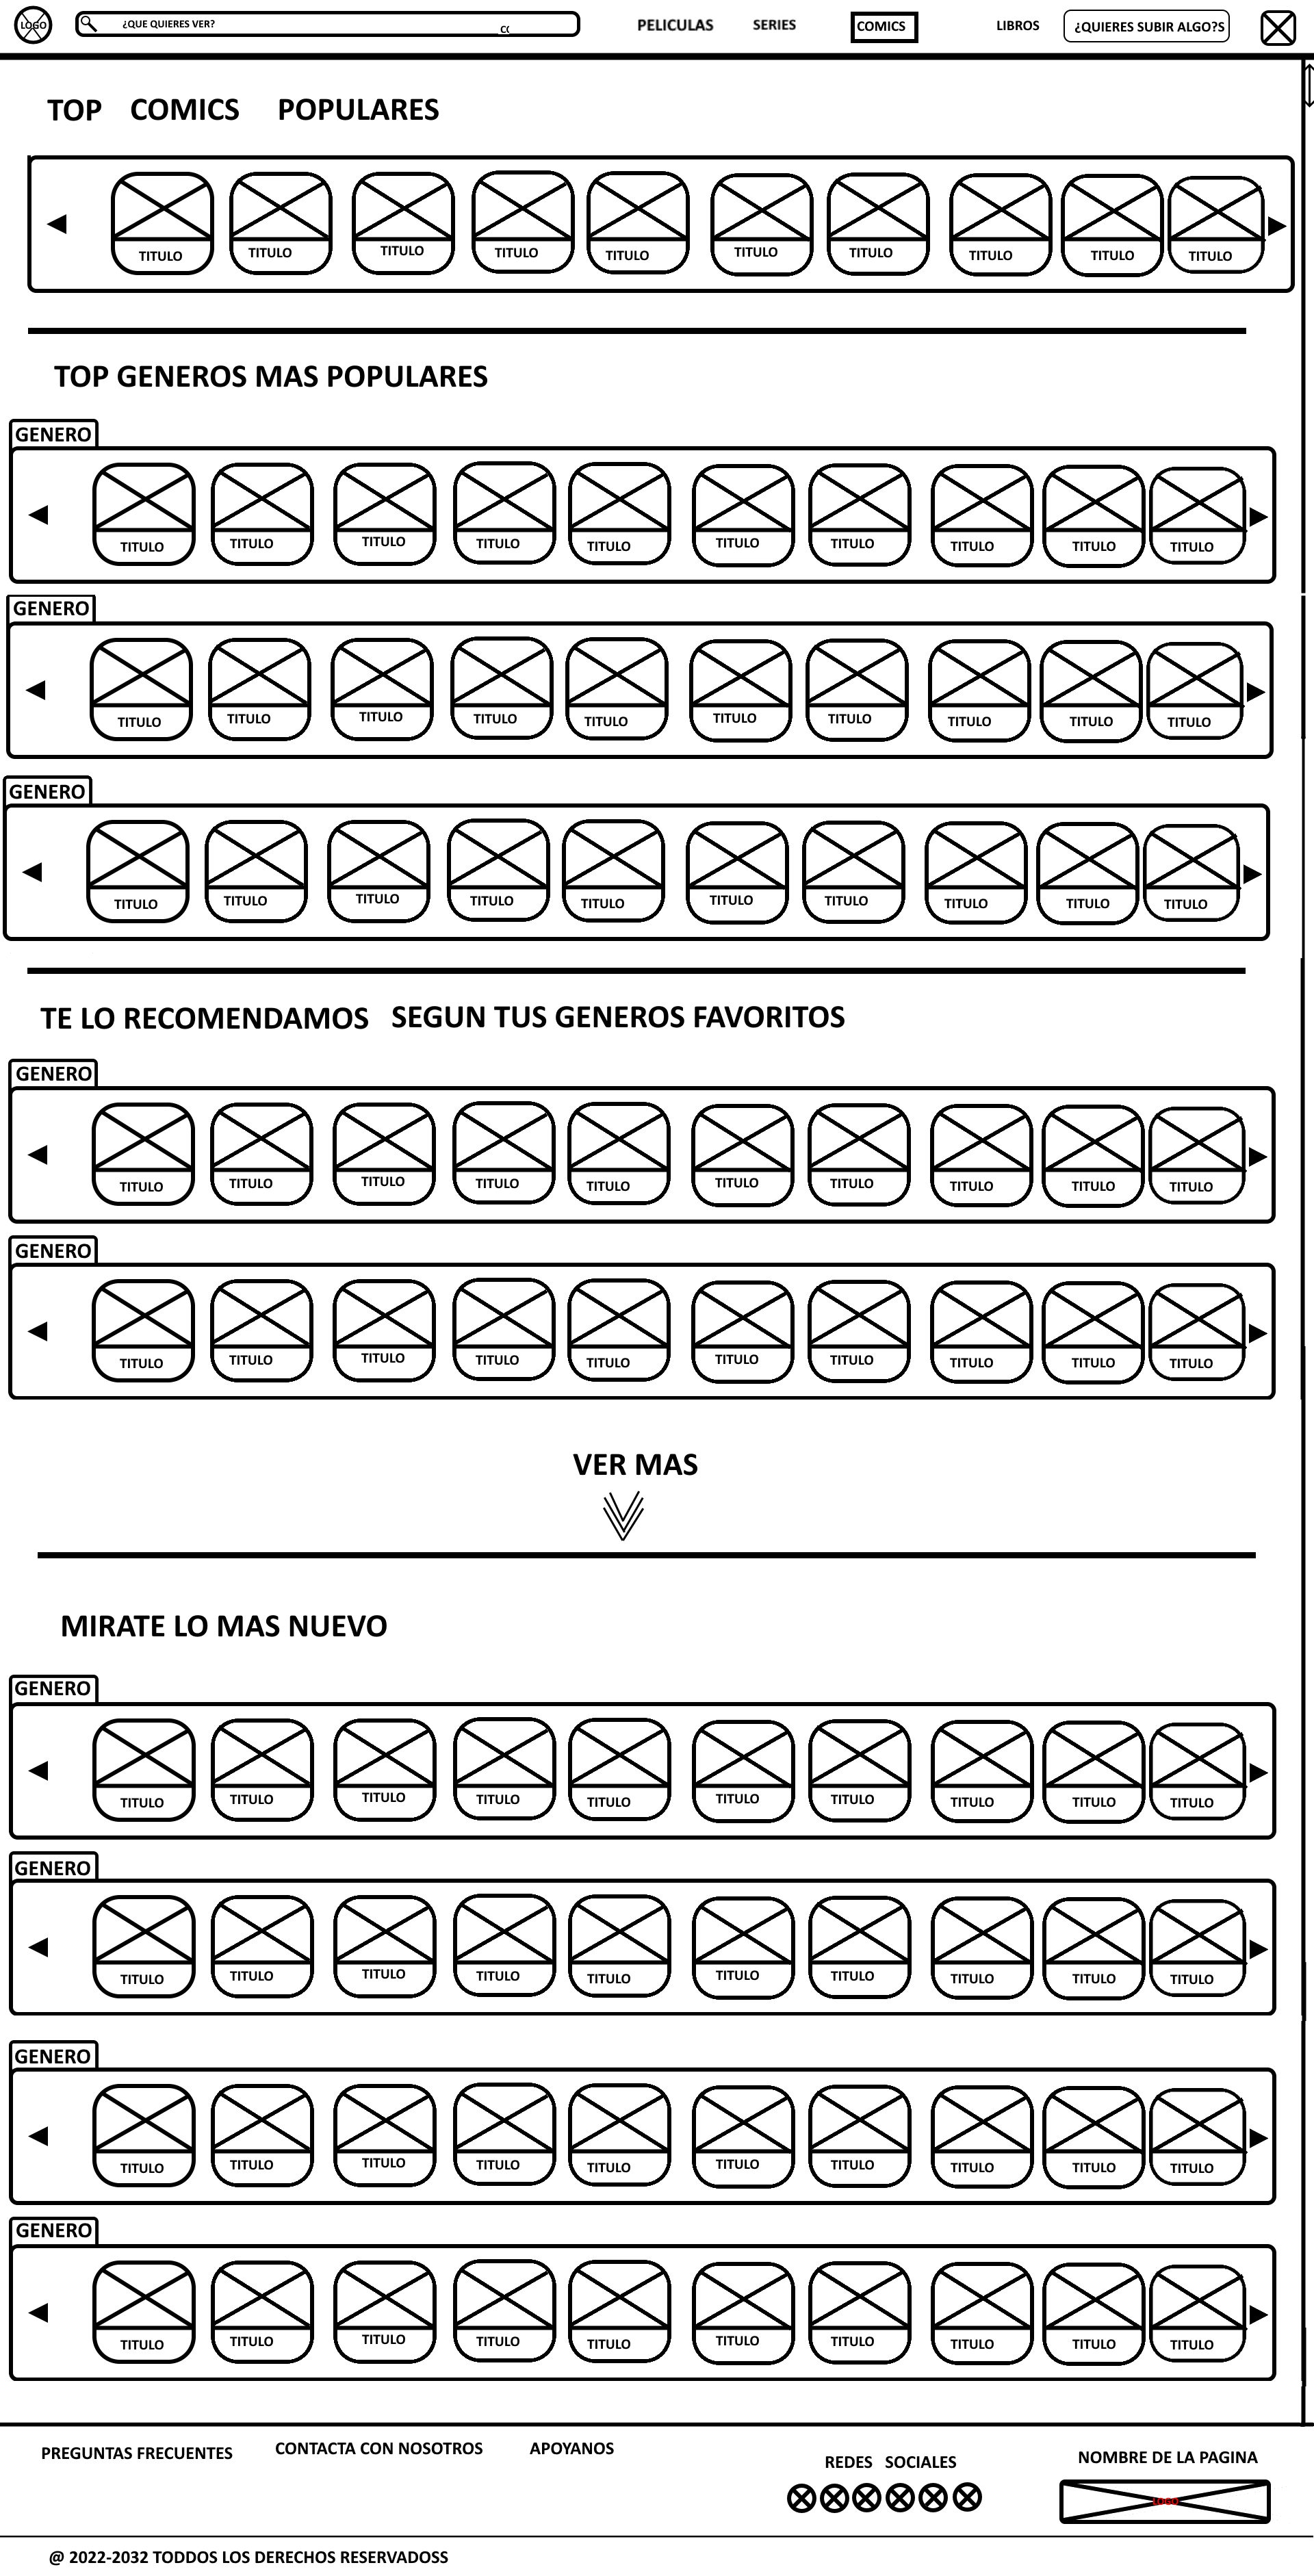 LOGO ¿QUE QUIERES VER? PELICULAS SERIES COMICS LIBROS ¿QUIERES SUBIR ALGO?S
TOP COMICS POPULARES
TITULO TITULO TITULO TITULO TITULO TITULO TITULO TITULO TITULO TITULO
TOP GENEROS MAS POPULARES
GENERO
TITULO TITULO TITULO TITULO TITULO TITULO TITULO TITULO TITULO TITULO
GENERO
TITULO TITULO TITULO TITULO TITULO TITULO TITULO TITULO TITULO TITULO
GENERO
TITULO TITULO TITULO TITULO TITULO TITULO TITULO TITULO TITULO TITULO
TE LO RECOMENDAMOS SEGUN TUS GENEROS FAVORITOS
GENERO
TITULO TITULO TITULO TITULO TITULO TITULO TITULO TITULO TITULO TITULO
GENERO
TITULO TITULO TITULO TITULO TITULO TITULO TITULO TITULO TITULO TITULO
VER MAS
MIRATE LO MAS NUEVO
GENERO
TITULO TITULO TITULO TITULO TITULO TITULO TITULO TITULO TITULO TITULO
GENERO
TITULO TITULO TITULO TITULO TITULO TITULO TITULO TITULO TITULO TITULO
GENERO
TITULO TITULO TITULO TITULO TITULO TITULO TITULO TITULO TITULO TITULO
GENERO
TITULO TITULO TITULO TITULO TITULO TITULO TITULO TITULO TITULO TITULO
PREGUNTAS FRECUENTES CONTACTA CON NOSOTROS APOYANOS REDES SOCIALES NOMBRE DE LA PAGINA
LOGO
@ 2022-2032 TODDOS LOS DERECHOS RESERVADOSS